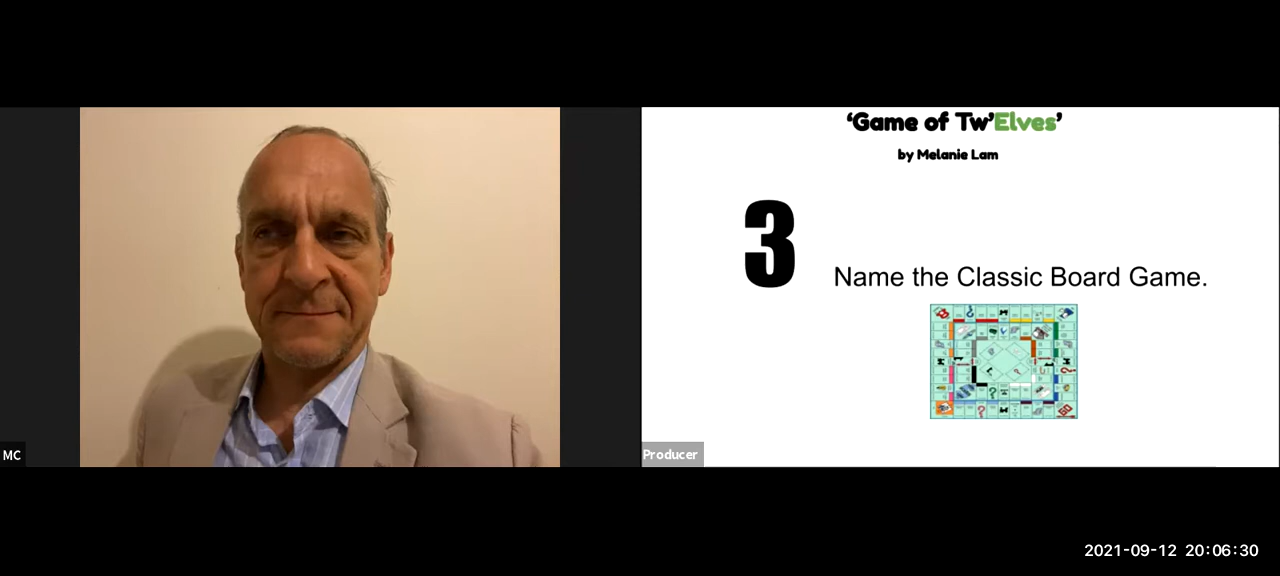 ‘Game of Tw’Elves’
by Melanie Lam
3
Name the Classic Board Game.
GO
MC
Producer
2021-09-12 20:06:30